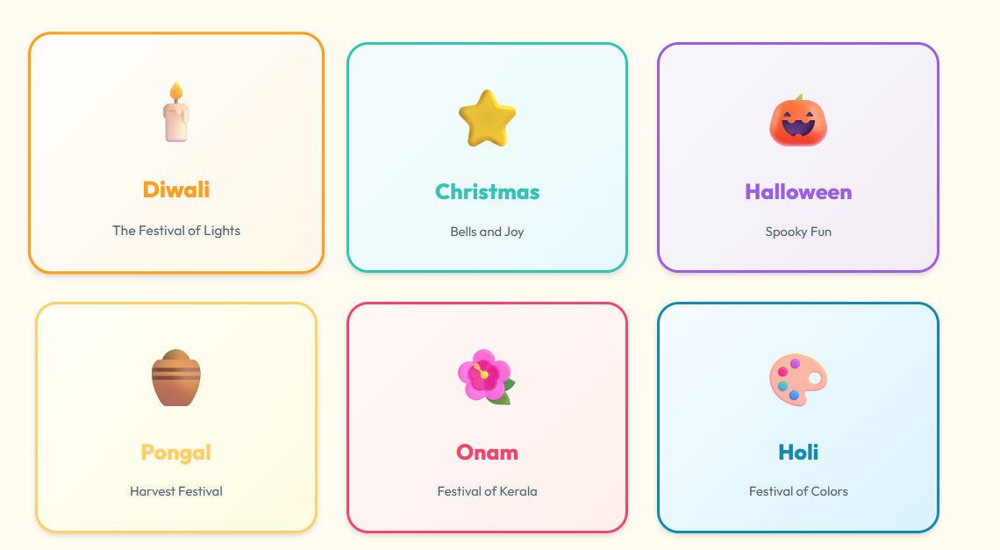 Diwali
The Festival of Lights
Christmas
Bells and Joy
Halloween
Spooky Fun
Pongal
Harvest Festival
Onam
Festival of Kerala
Holi
Festival of Colors